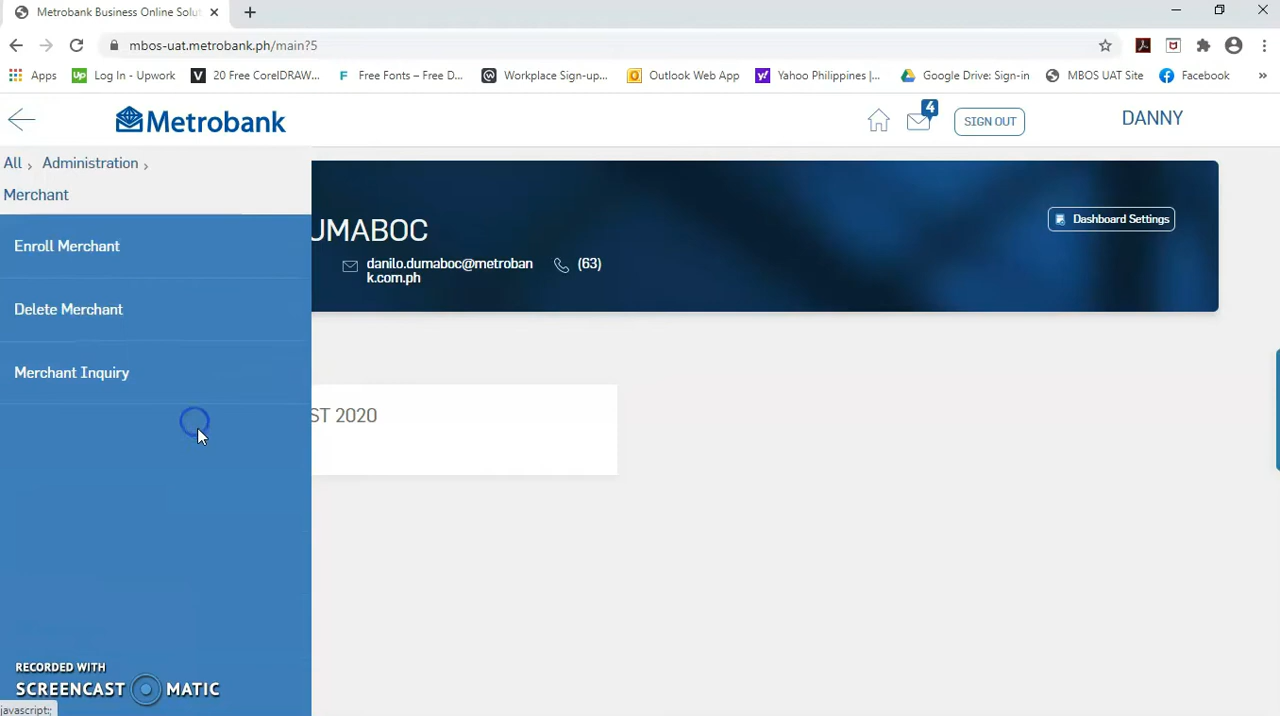 Metrobank Business Online Solut
mbos-uat.metrobank.ph/main?5
Apps
Log In - Upwork
20 Free CorelDRAW...
Free Fonts – Free D...
Workplace Sign-up...
Outlook Web App
Yahoo Philippines |...
Google Drive: Sign-in
MBOS UAT Site
Facebook
»
Metrobank
4
SIGN OUT
DANNY
All › Administration ›
Merchant
Enroll Merchant
Delete Merchant
Merchant Inquiry
UMABOC
danilo.dumaboc@metroban
k.com.ph
(63)
Dashboard Settings
ST 2020
RECORDED WITH
SCREENCAST MATIC
javascript:;